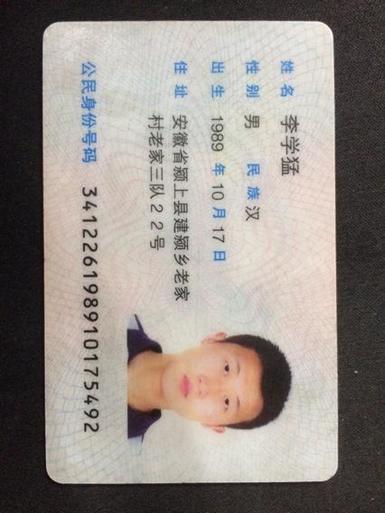 姓名 李学猛
性别 男 民族 汉
出生 1989 年 10 月 17 日
住址 安徽省颍上县建颍乡老家
村老家三队22号
公民身份号码 341226198910175492